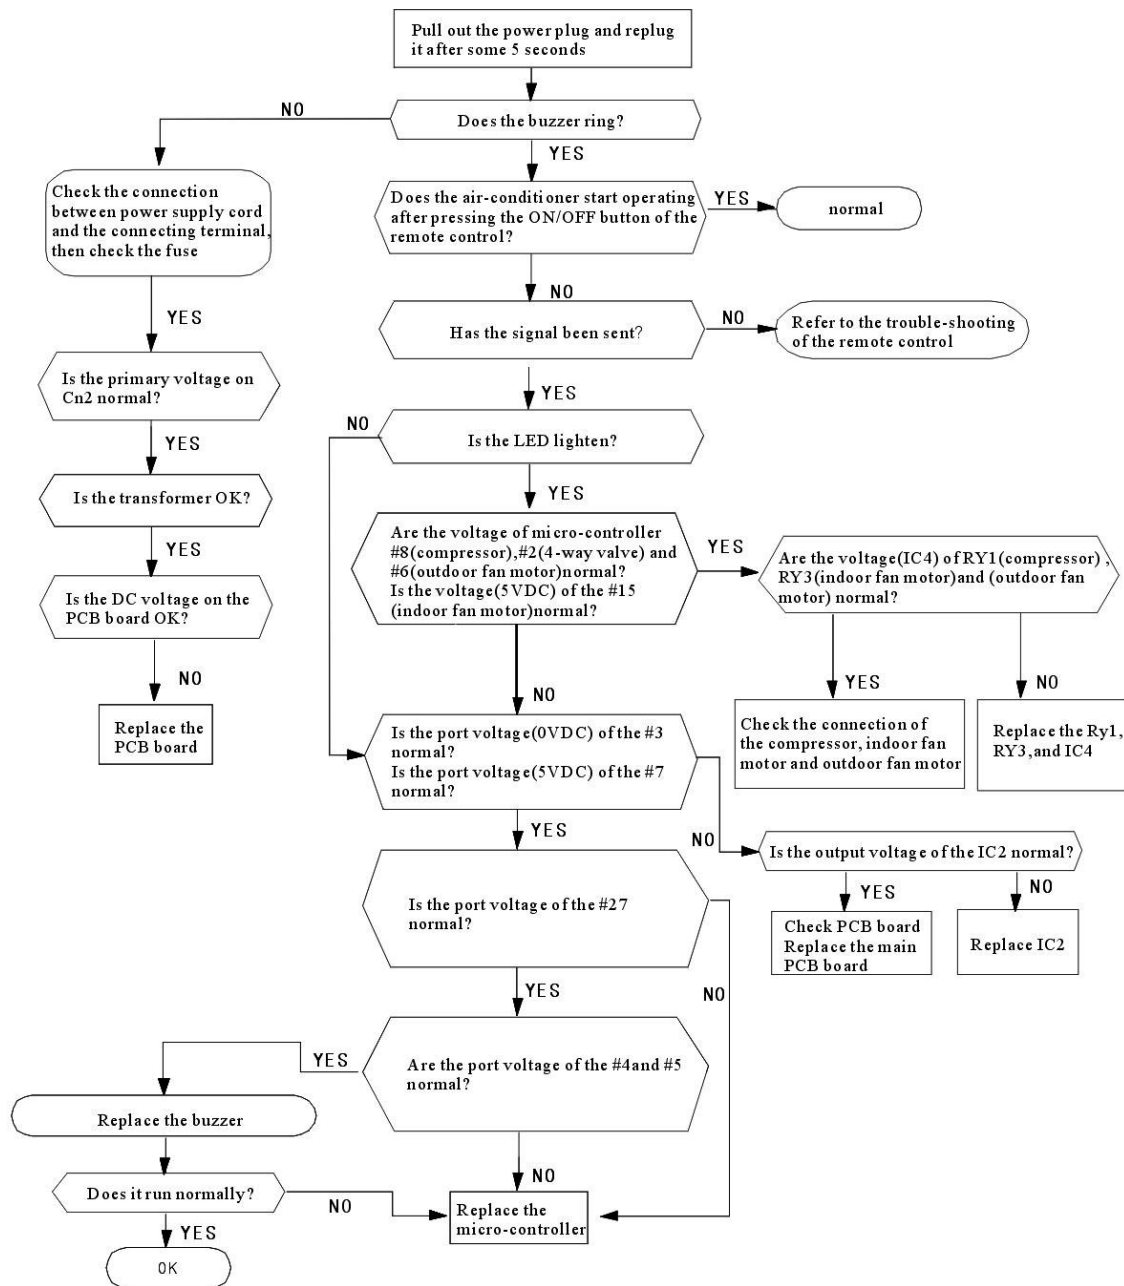 Pull out the power plug and replug
it after some 5 seconds
NO
Does the buzzer ring?
YES
Check the connection
between power supply cord
and the connecting terminal,
then check the fuse
Does the air-conditioner start operating
after pressing the ON/OFF button of the
remote control?
YES
normal
NO
YES
Has the signal been sent?
NO
Refer to the trouble-shooting
of the remote control
Is the primary voltage on
Cn2 normal?
YES
NO
Is the LED lighten?
YES
Is the transformer OK?
YES
Are the voltage of micro-controller
#8(compressor),#2(4-way valve) and
#6(outdoor fan motor)normal?
Is the voltage(5VDC) of the #15
(indoor fan motor)normal?
YES
Are the voltage(IC4) of RY1(compressor) ,
RY3(indoor fan motor)and (outdoor fan
motor) normal?
YES
Is the DC voltage on the
PCB board OK?
NO
Replace the
PCB board
NO
YES
NO
Check the connection of
the compressor, indoor fan
motor and outdoor fan motor
Replace the Ry1,
RY3,and IC4
Is the port voltage(0VDC) of the #3
normal?
Is the port voltage(5VDC) of the #7
normal?
YES
NO
Is the output voltage of the IC2 normal?
YES
NO
Check PCB board
Replace the main
PCB board
Replace IC2
Is the port voltage of the #27
normal?
YES
NO
Are the port voltage of the #4and #5
normal?
YES
Replace the buzzer
NO
Does it run normally?
NO
Replace the
micro-controller
YES
OK